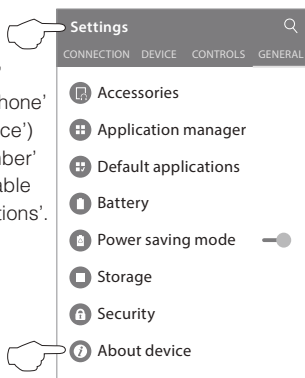 Settings
CONNECTION DEVICE CONTROLS GENERAL
hone'
ce')
ber'
able
tions'.
Accessories
Application manager
Default applications
Battery
Power saving mode
Storage
Security
About device